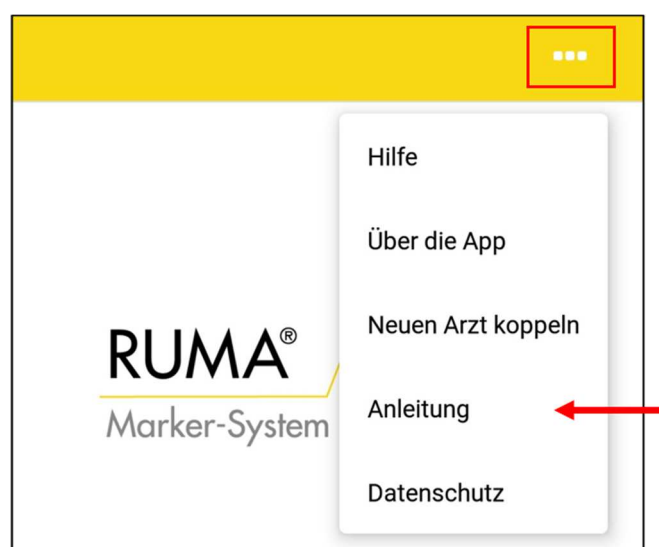 Hilfe
Über die App
Neuen Arzt koppeln
RUMA®
Anleitung
Marker-System
Datenschutz